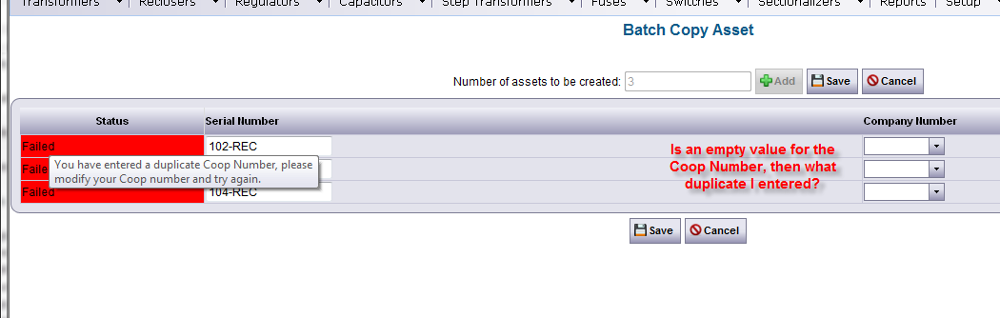 Transformers Reclosers Regulators Capacitors Step Transformers Fuses Switches Sectionalizers Reports Setup
Batch Copy Asset
Number of assets to be created: 3 Add Save Cancel
Status Serial Number Company Number
Failed 102-REC
You have entered a duplicate Coop Number, please
modify your Coop number and try again.
Is an empty value for the
Coop Number, then what
duplicate I entered?
Failed 104-REC
Save Cancel